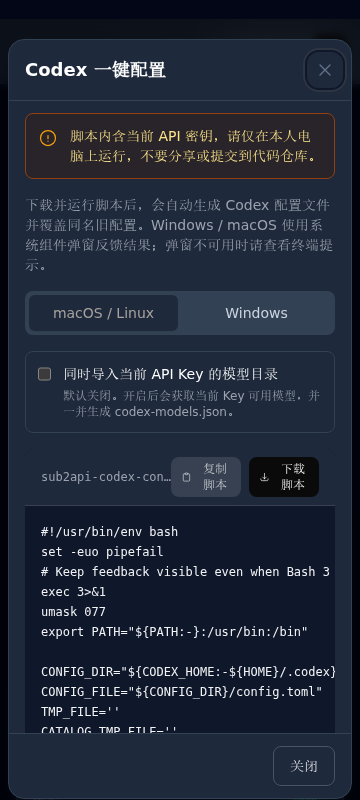 Codex 一键配置
脚本内含当前 API 密钥，请仅在本人电
脑上运行，不要分享或提交到代码仓库。
下载并运行脚本后，会自动生成 Codex 配置文件
并覆盖同名旧配置。Windows / macOS 使用系
统组件弹窗反馈结果；弹窗不可用时请查看终端提
示。
macOS / Linux
Windows
同时导入当前 API Key 的模型目录
默认关闭。开启后会获取当前 Key 可用模型，并
一并生成 codex-models.json。
sub2api-codex-con…
复制
脚本
下载
脚本
#!/usr/bin/env bash
set -euo pipefail
# Keep feedback visible even when Bash 3
exec 3>&1
umask 077
export PATH="${PATH:-}:/usr/bin:/bin"
CONFIG_DIR="${CODEX_HOME:-${HOME}/.codex}
CONFIG_FILE="${CONFIG_DIR}/config.toml"
TMP_FILE=''
CATALOG_TMP_FILE=''
关闭